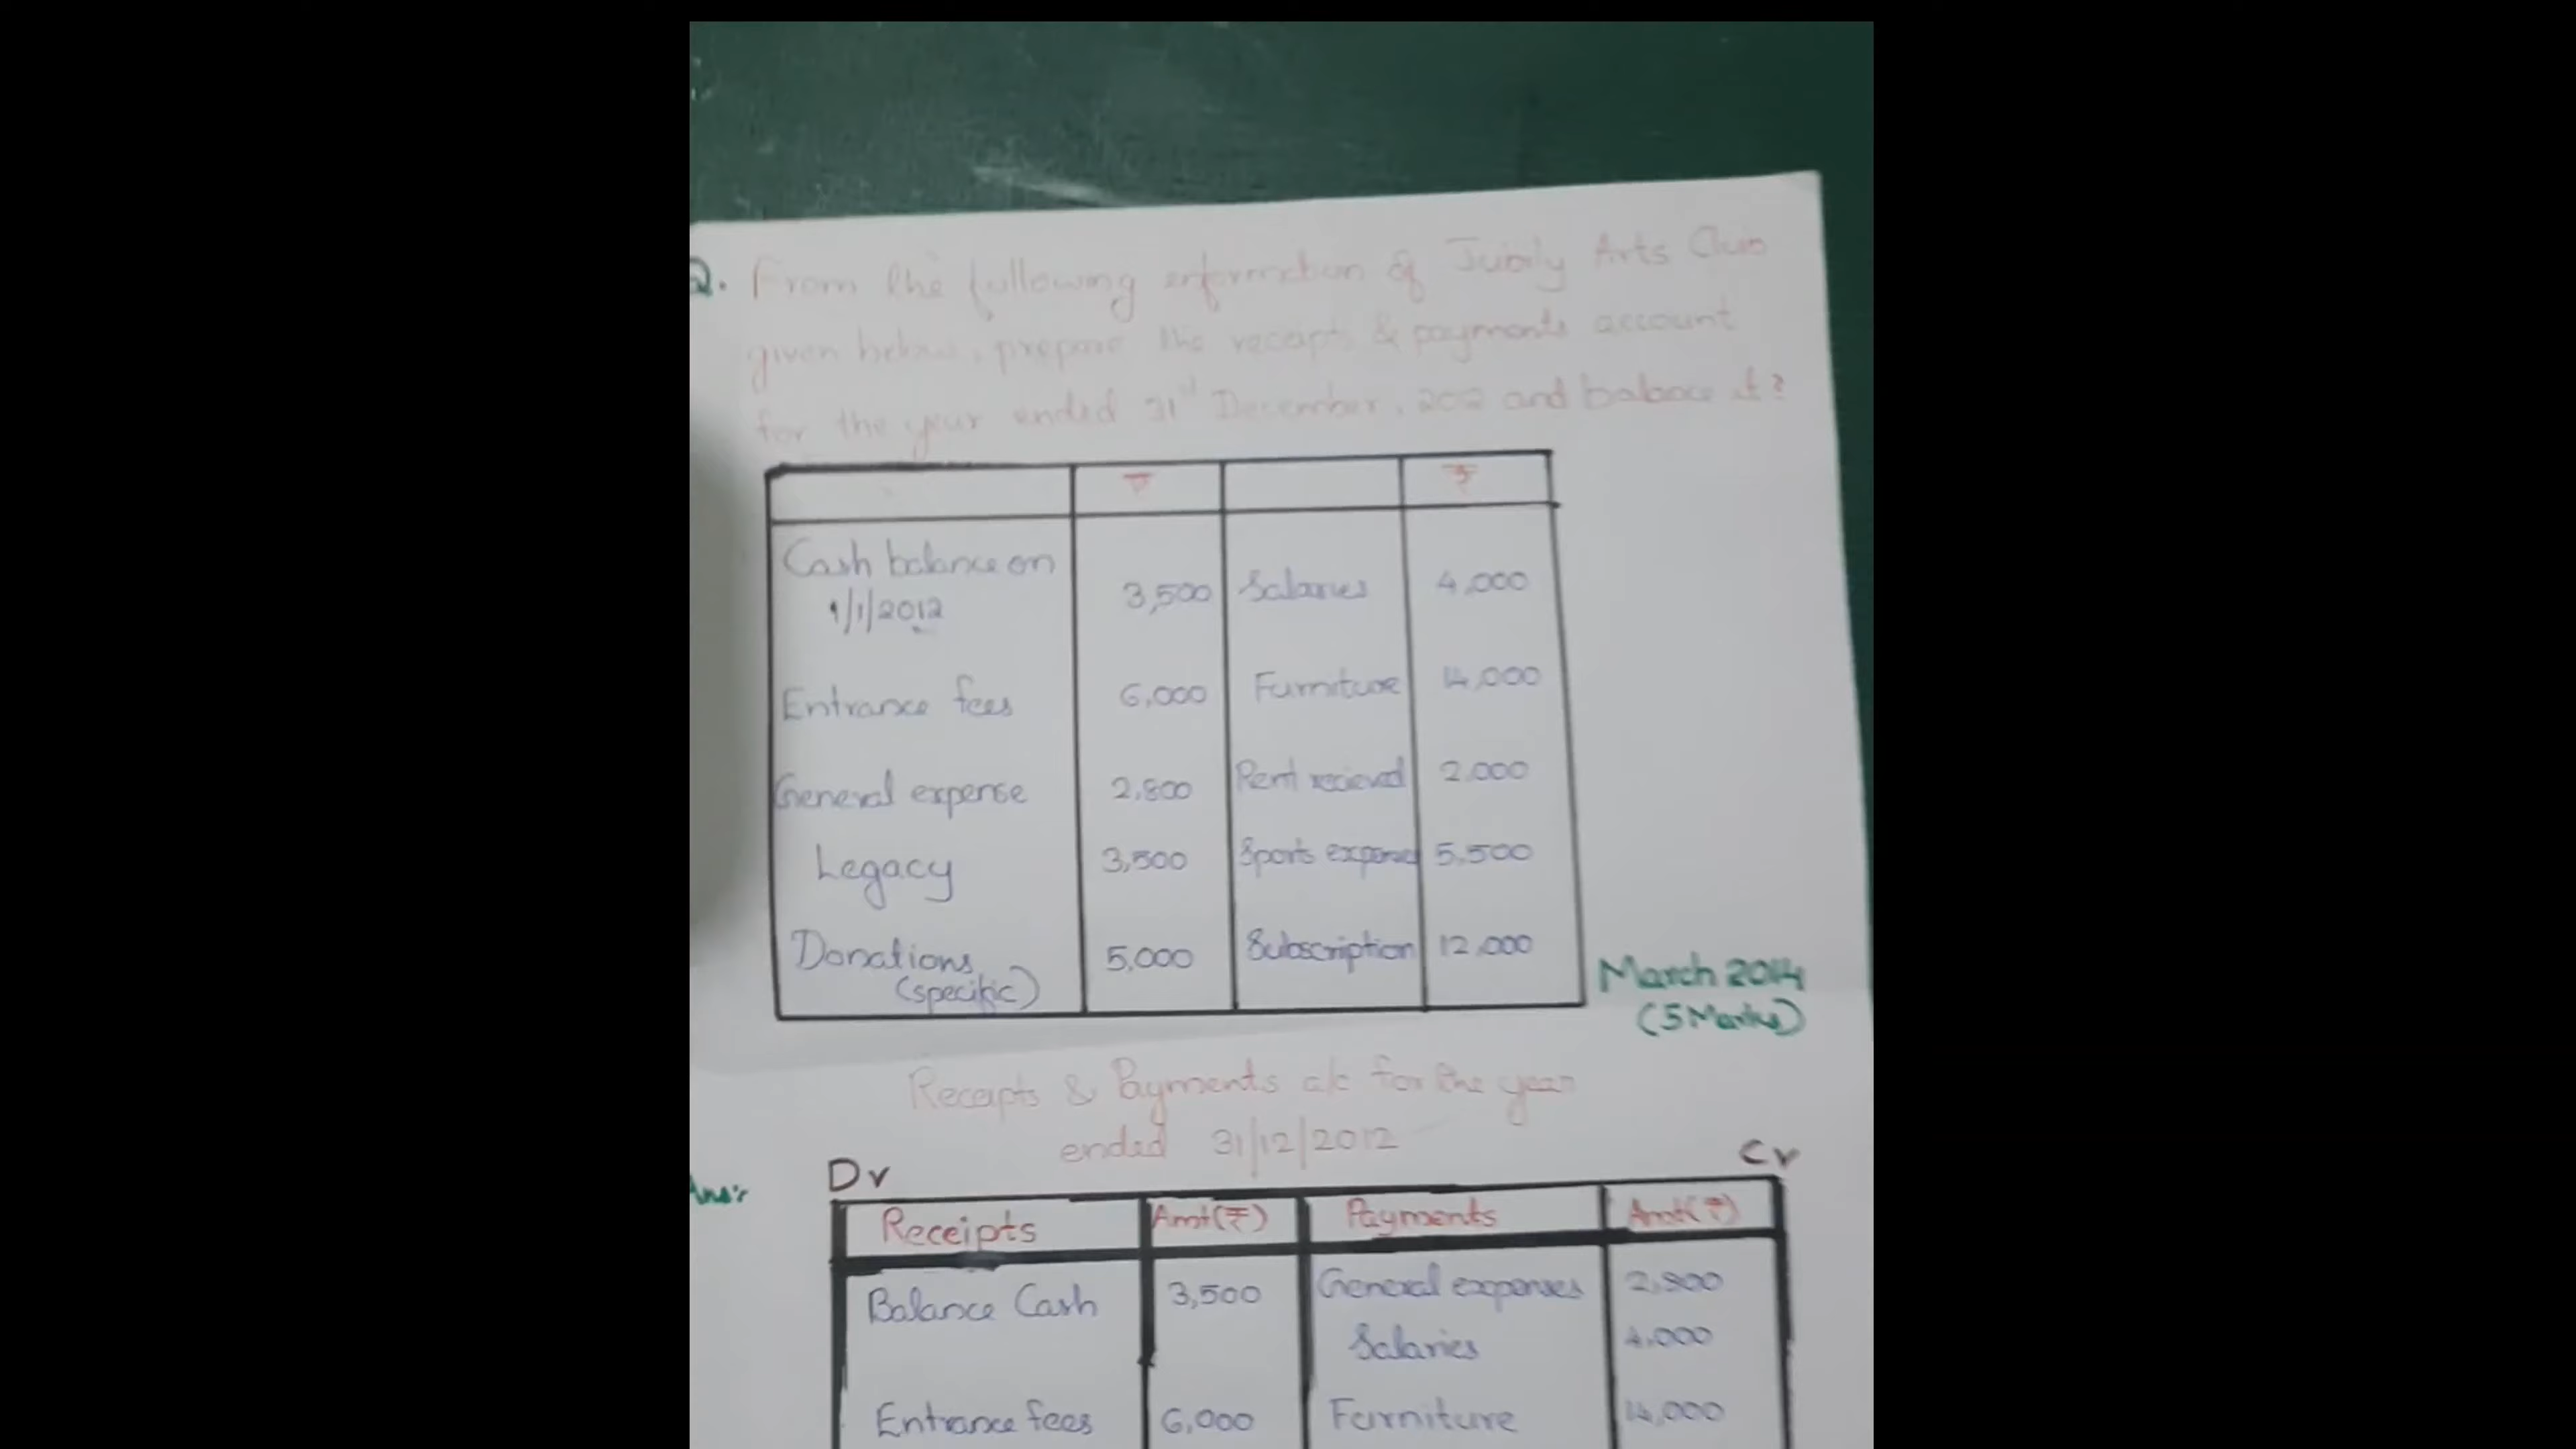 Q. From the following information of Jubily Arts Club
given below, prepare the receipts & payments account
for the year ended 31st December, 2012 and balance it?
₹ ₹
Cash balance on
1/1/2012 3,500 Salaries 4,000
Entrance fees 6,000 Furniture 14,000
General expense 2,800 Rent recieved 2,000
Legacy 3,500 Sports expenses 5,500
Donations 5,000 Subscription 12,000
(specific)
March 2014
(5 Marks)
Receipts & Payments a/c for the year
ended 31/12/2012
Dr Cr
Ans:
Receipts Amt(₹) Payments Amt(₹)
Balance Cash 3,500 General expenses 2,800
Salaries 4,000
Entrance fees 6,000 Furniture 14,000